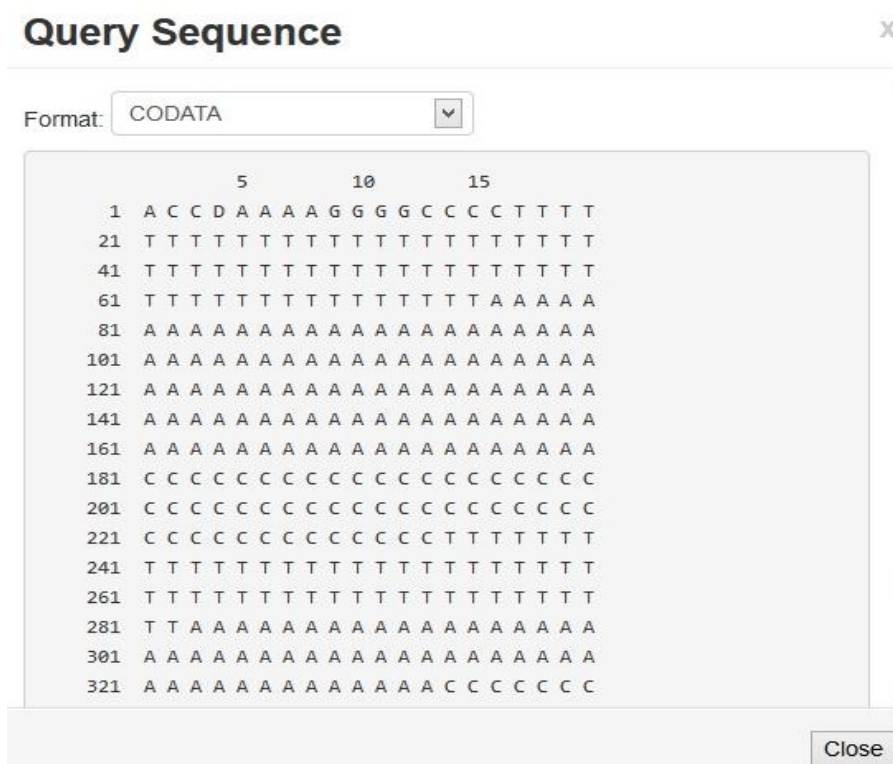 Query Sequence
x
Format: CODATA
5 10 15
1 A C C D A A A A G G G G C C C C T T T T
21 T T T T T T T T T T T T T T T T T T T T
41 T T T T T T T T T T T T T T T T T T T T
61 T T T T T T T T T T T T T T T A A A A A
81 A A A A A A A A A A A A A A A A A A A A
101 A A A A A A A A A A A A A A A A A A A A
121 A A A A A A A A A A A A A A A A A A A A
141 A A A A A A A A A A A A A A A A A A A A
161 A A A A A A A A A A A A A A A A A A A A
181 C C C C C C C C C C C C C C C C C C C C
201 C C C C C C C C C C C C C C C C C C C C
221 C C C C C C C C C C C C C T T T T T T T
241 T T T T T T T T T T T T T T T T T T T T
261 T T T T T T T T T T T T T T T T T T T T
281 T T A A A A A A A A A A A A A A A A A A
301 A A A A A A A A A A A A A A A A A A A A
321 A A A A A A A A A A A A A C C C C C C C
Close